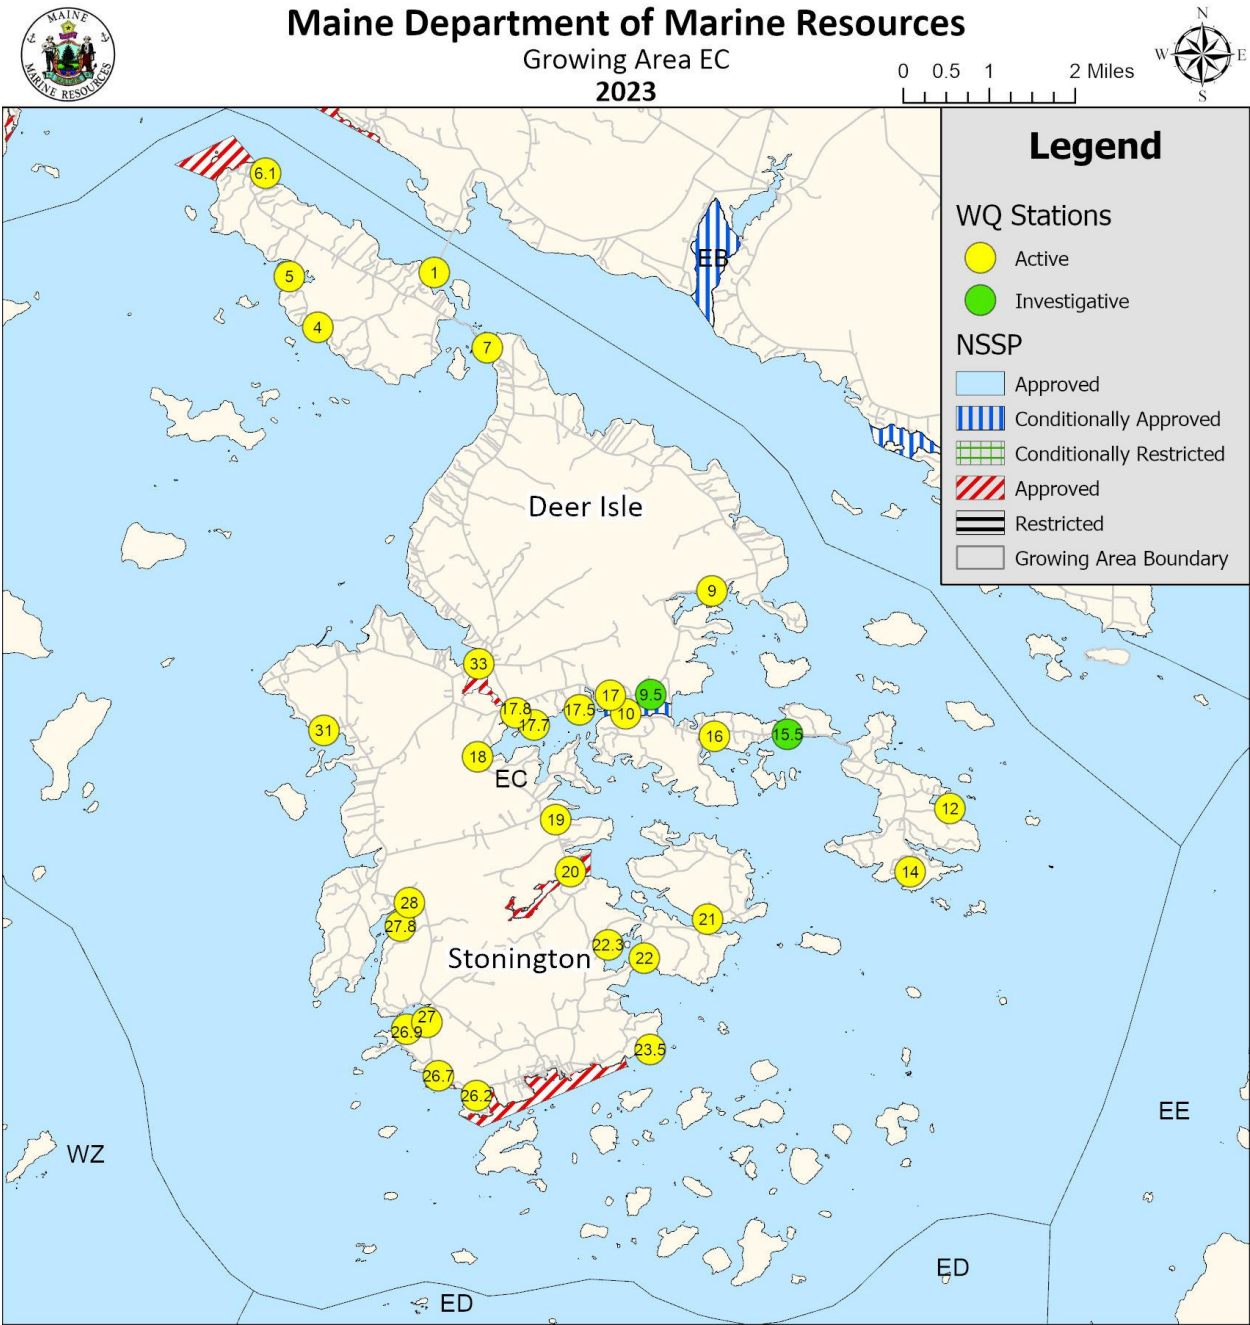 Maine Department of Marine Resources
Growing Area EC
2023
MAINE
MARINE RESOURCES
0 0.5 1 2 Miles
N
W E
S
Legend
WQ Stations
Active
Investigative
NSSP
Approved
Conditionally Approved
Conditionally Restricted
Approved
Restricted
Growing Area Boundary
6.1
EB
5
1
4
7
Deer Isle
9
33
17
9.5
17.8
17.5
10
17.7
31
16
15.5
18
EC
12
19
20
14
28
21
27.8
22.3
Stonington
22
27
26.9
23.5
26.7
26.2
EE
WZ
ED
ED